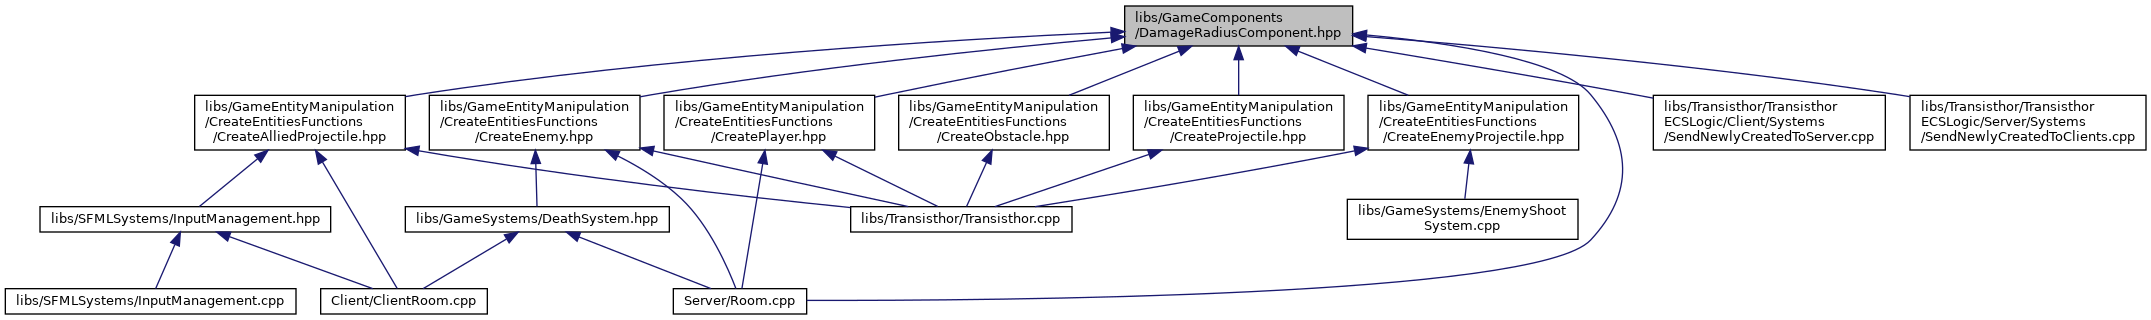 libs/GameComponents
/DamageRadiusComponent.hpp
libs/GameEntityManipulation
/CreateEntitiesFunctions
/CreateAlliedProjectile.hpp
libs/GameEntityManipulation
/CreateEntitiesFunctions
/CreateEnemy.hpp
libs/GameEntityManipulation
/CreateEntitiesFunctions
/CreatePlayer.hpp
libs/GameEntityManipulation
/CreateEntitiesFunctions
/CreateObstacle.hpp
libs/GameEntityManipulation
/CreateEntitiesFunctions
/CreateProjectile.hpp
libs/GameEntityManipulation
/CreateEntitiesFunctions
/CreateEnemyProjectile.hpp
libs/Transisthor/Transisthor
ECSLogic/Client/Systems
/SendNewlyCreatedToServer.cpp
libs/Transisthor/Transisthor
ECSLogic/Server/Systems
/SendNewlyCreatedToClients.cpp
libs/SFMLSystems/InputManagement.hpp
libs/GameSystems/DeathSystem.hpp
libs/Transisthor/Transisthor.cpp
libs/GameSystems/EnemyShoot
System.cpp
libs/SFMLSystems/InputManagement.cpp
Client/ClientRoom.cpp
Server/Room.cpp